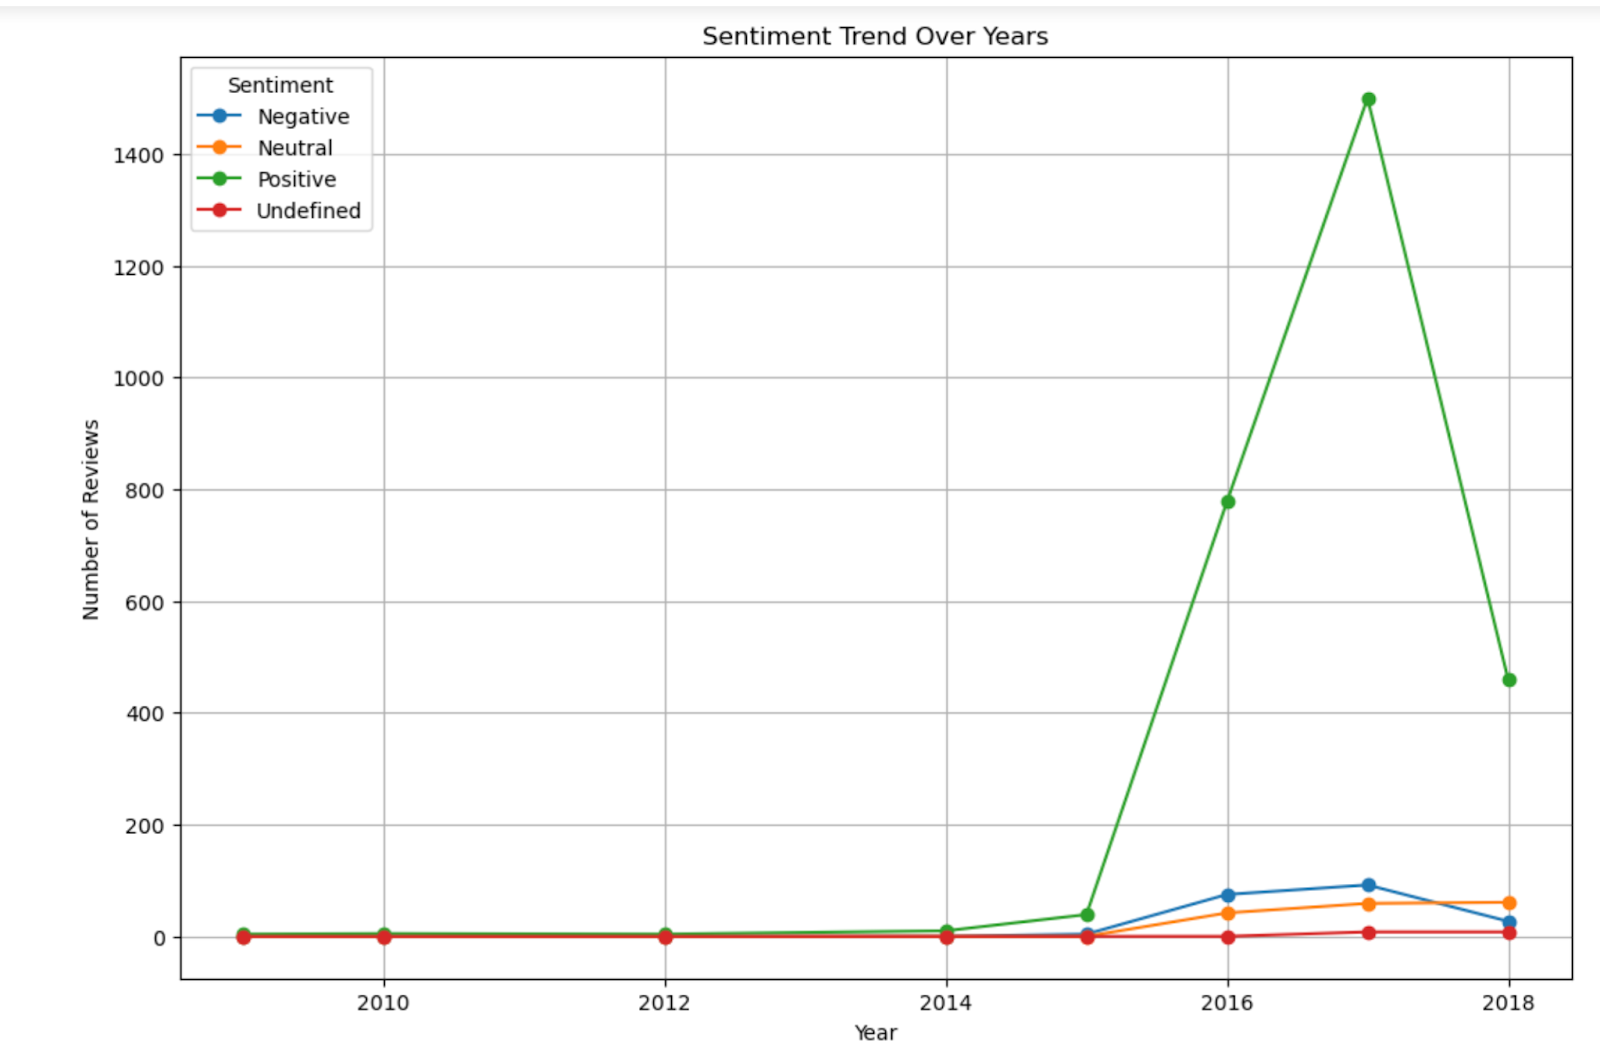 Sentiment Trend Over Years
Sentiment
Negative
Neutral
Positive
Undefined
1400
1200
1000
800
600
400
200
0
Number of Reviews
2010 2012 2014 2016 2018
Year